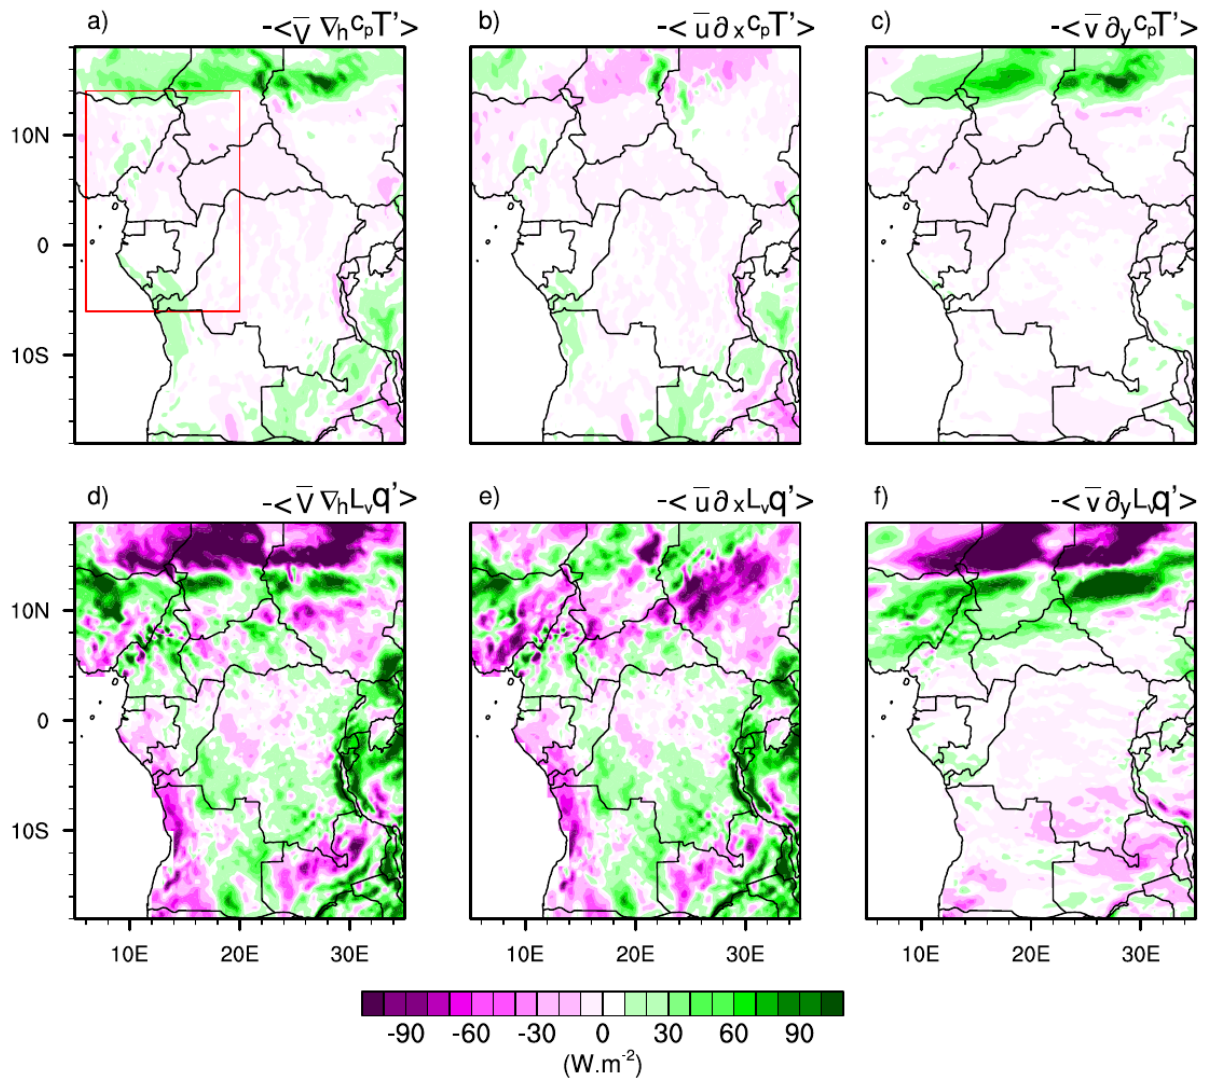 a) -< V̅ ∇ₕcₚT'> b) -< u̅ ∂ₓcₚT'> c) -< v̅ ∂ᵧcₚT'>
10N
0
10S
d) -< V̅ ∇ₕLᵥq'> e) -< u̅ ∂ₓLᵥq'> f) -< v̅ ∂ᵧLᵥq'>
10N
0
10S
10E 20E 30E 10E 20E 30E 10E 20E 30E
-90 -60 -30 0 30 60 90
(W.m⁻²)